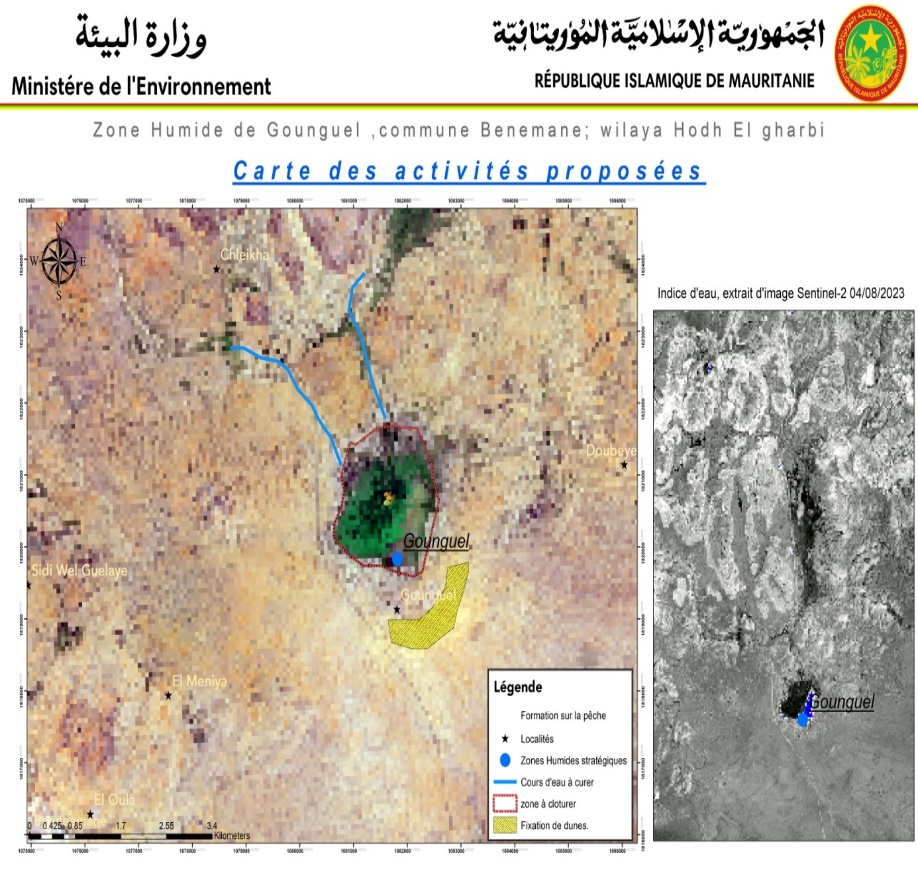 وزارة البيئة
الجمهورية الإسلامية الموريتانية
Ministére de l'Environnement
RÉPUBLIQUE ISLAMIQUE DE MAURITANIE
Zone Humide de Gounguel ,commune Benemane; wilaya Hodh El gharbi
Carte des activités proposées
N
W E
S
Chleikha
Indice d'eau, extrait d'image Sentinel-2 04/08/2023
Doubeye
Gounguel
Sidi Wel Guelaye
Gounguel
El Meniya
Gounguel
El Oula
Légende
Formation sur la pêche
Localités
Zones Humides stratégiques
Cours d'eau à curer
zone à cloturer
Fixation de dunes.
0 0.425 0.85 1.7 2.55 3.4
Kilometers